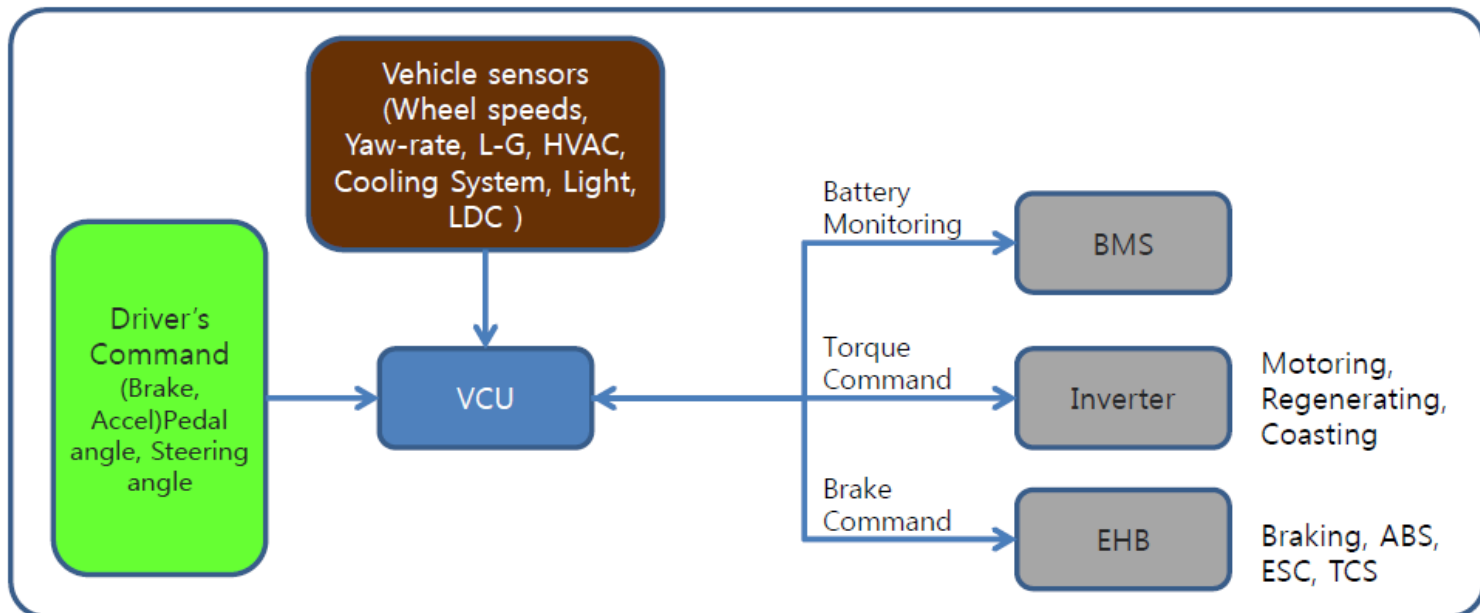 Vehicle sensors
(Wheel speeds,
Yaw-rate, L-G, HVAC,
Cooling System, Light,
LDC )
Driver's
Command
(Brake,
Accel)Pedal
angle, Steering
angle
VCU
Battery
Monitoring
BMS
Torque
Command
Inverter
Motoring,
Regenerating,
Coasting
Brake
Command
EHB
Braking, ABS,
ESC, TCS